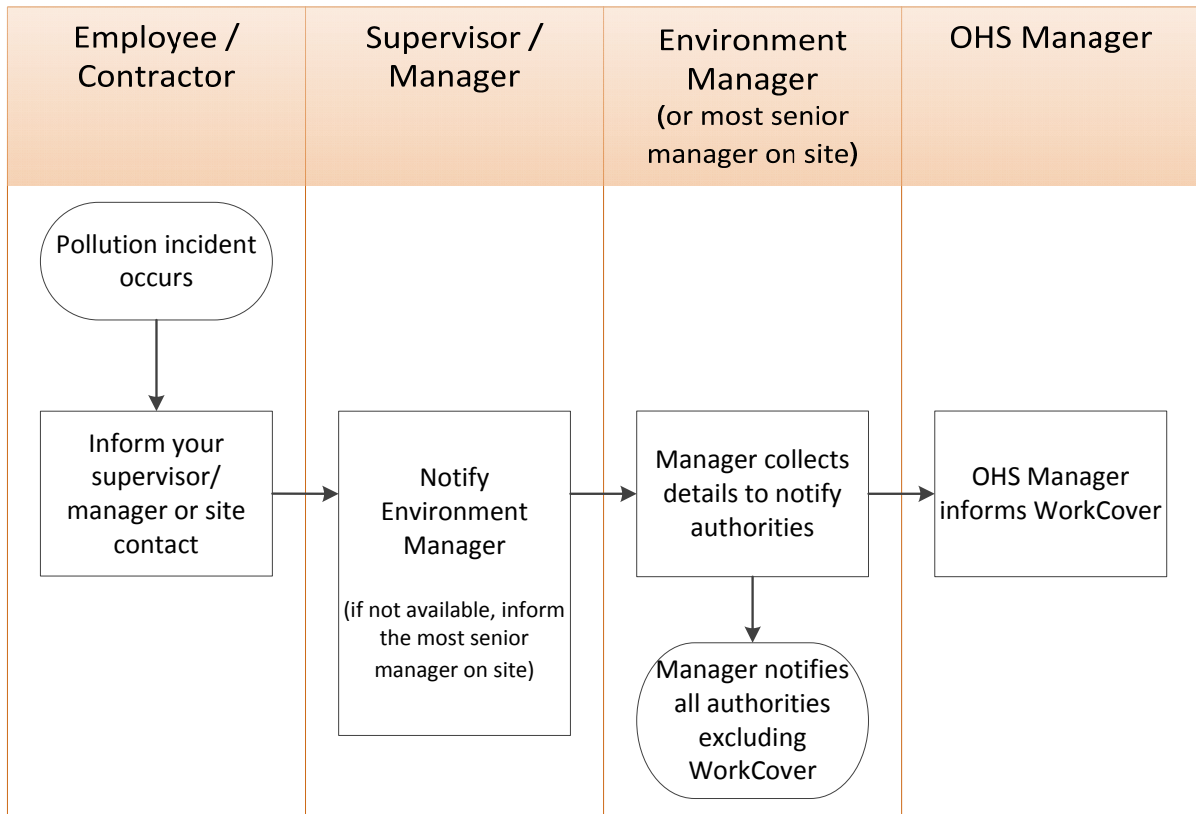 Employee /
Contractor
Supervisor /
Manager
Environment
Manager
(or most senior
manager on site)
OHS Manager
Pollution incident
occurs
Inform your
supervisor/
manager or site
contact
Notify
Environment
Manager
(if not available, inform
the most senior
manager on site)
Manager collects
details to notify
authorities
OHS Manager
informs WorkCover
Manager notifies
all authorities
excluding
WorkCover